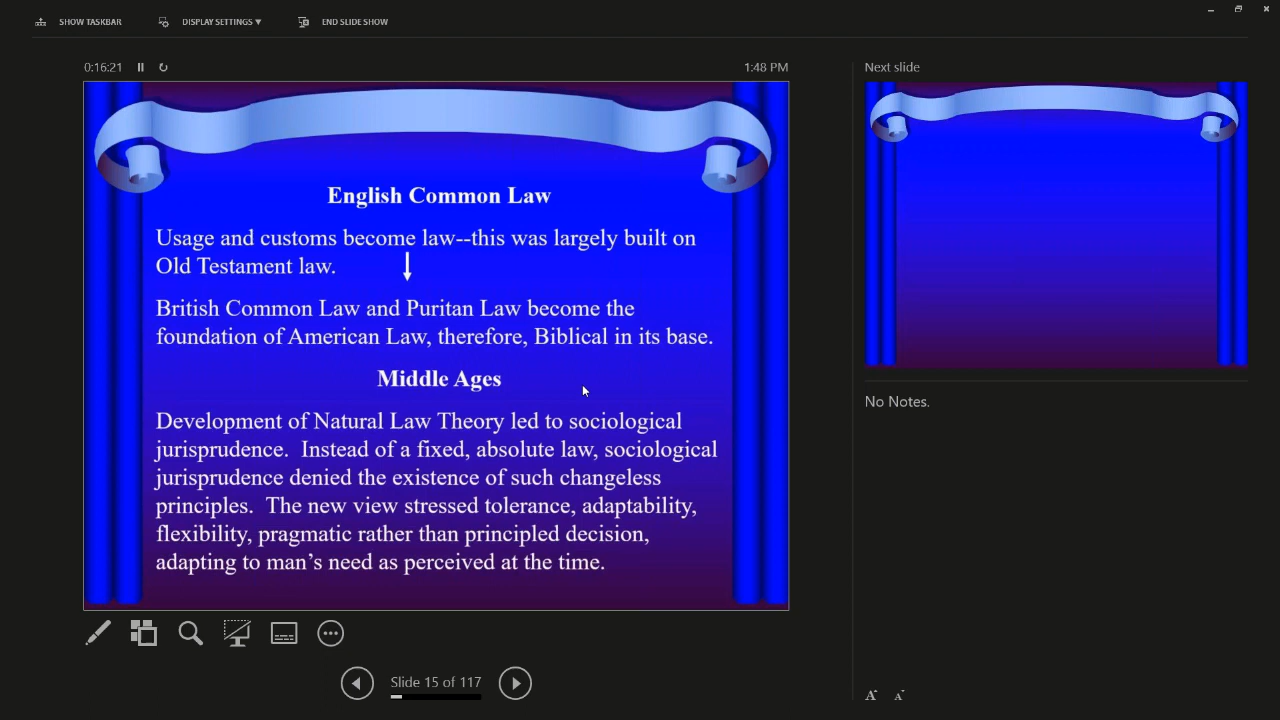 SHOW TASKBAR
DISPLAY SETTINGS ▼
END SLIDE SHOW
0:16:21
1:48 PM
Next slide
English Common Law
Usage and customs become law--this was largely built on
Old Testament law.
British Common Law and Puritan Law become the
foundation of American Law, therefore, Biblical in its base.
Middle Ages
Development of Natural Law Theory led to sociological
jurisprudence.  Instead of a fixed, absolute law, sociological
jurisprudence denied the existence of such changeless
principles.  The new view stressed tolerance, adaptability,
flexibility, pragmatic rather than principled decision,
adapting to man’s need as perceived at the time.
No Notes.
Slide 15 of 117
A A